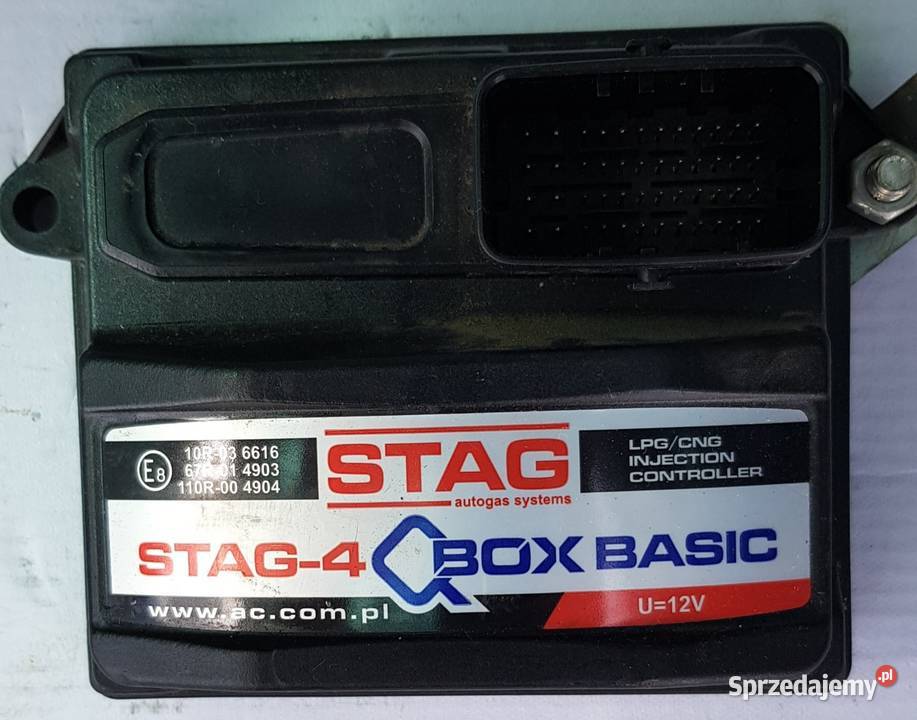 10R-03 6616
67R-01 4903
110R-00 4904
E8
STAG
autogas systems
LPG/CNG
INJECTION
CONTROLLER
STAG-4 QBOX BASIC
www.ac.com.pl
U=12V
Sprzedajemy.pl